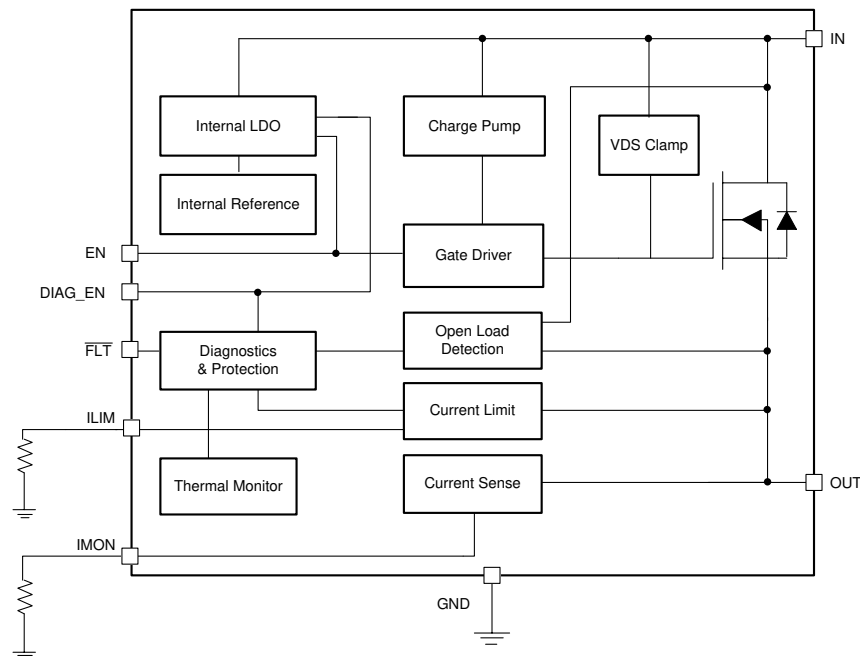 IN
Internal LDO
Charge Pump
VDS Clamp
Internal Reference
EN
Gate Driver
DIAG_EN
FLT
Diagnostics
& Protection
Open Load
Detection
ILIM
Current Limit
Thermal Monitor
Current Sense
OUT
IMON
GND